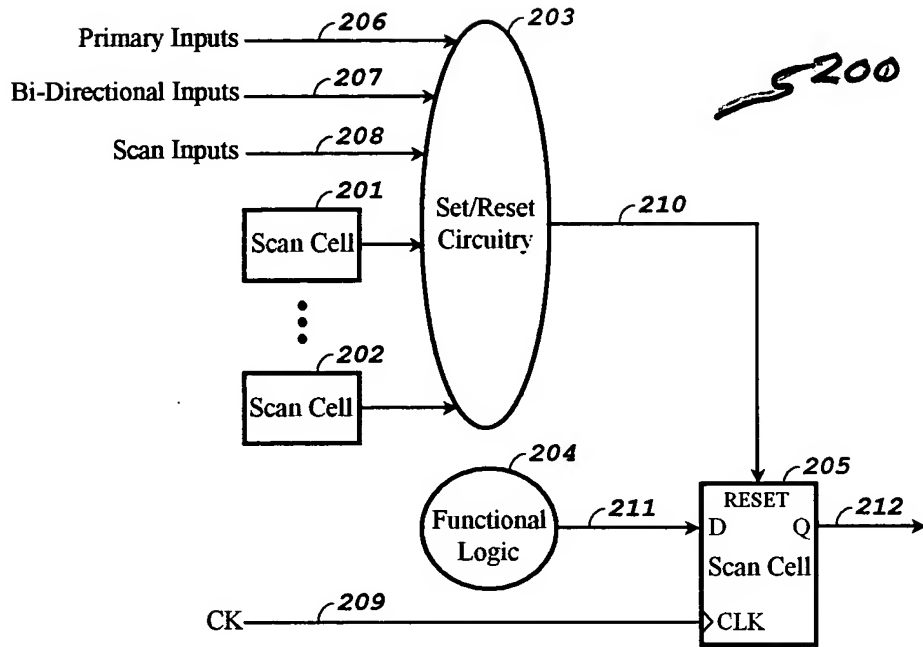 206
203
Primary Inputs
200
207
Bi-Directional Inputs
208
Scan Inputs
201
210
Scan Cell
Set/Reset
Circuitry
202
Scan Cell
204
205
RESET
211
212
Functional
Logic
D
Q
Scan Cell
209
CK
CLK